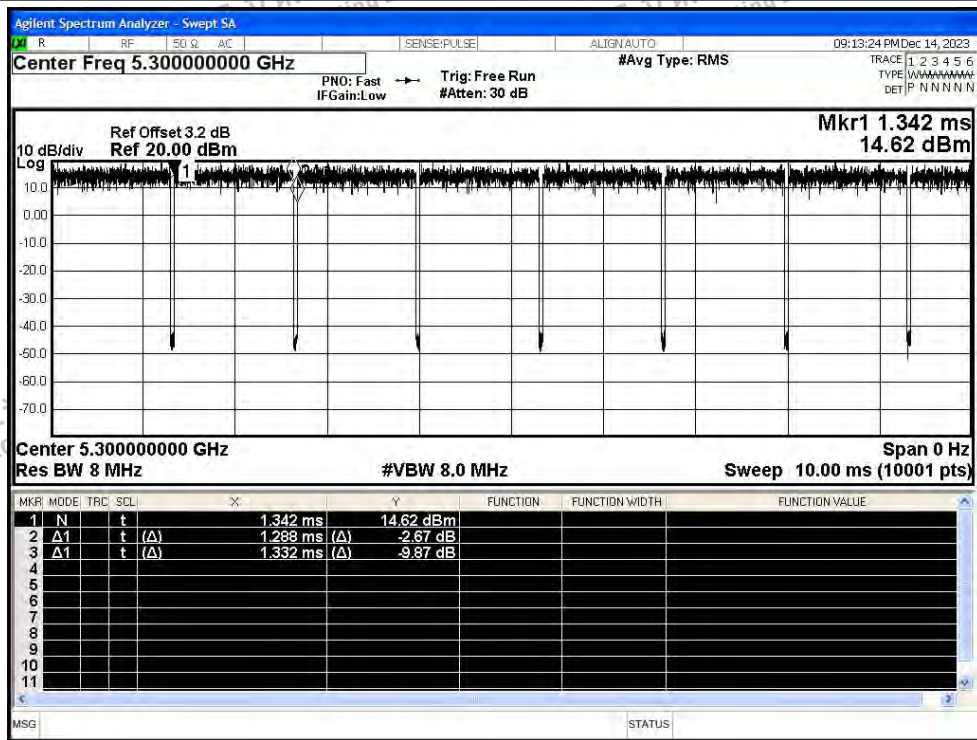 Agilent Spectrum Analyzer - Swept SA
R RF 50 Ω AC SENSE:PULSE ALIGNAUTO 09:13:24 PM Dec 14, 2023
Center Freq 5.300000000 GHz
#Avg Type: RMS
TRACE 1 2 3 4 5 6
PNO: Fast
Trig: Free Run
TYPE
IFGain:Low
#Atten: 30 dB
DET P N N N N N
Mkr1 1.342 ms
14.62 dBm
Ref Offset 3.2 dB
10 dB/div Ref 20.00 dBm
Log
1
10.0
0.00
-10.0
-20.0
-30.0
-40.0
-50.0
-60.0
-70.0
Center 5.300000000 GHz Span 0 Hz
Res BW 8 MHz #VBW 8.0 MHz Sweep 10.00 ms (10001 pts)
MKR MODE TRC SCL X Y FUNCTION FUNCTION WIDTH FUNCTION VALUE
1 N t 1.342 ms 14.62 dBm
2 Δ1 t (Δ) 1.288 ms (Δ) -2.67 dB
3 Δ1 t (Δ) 1.332 ms (Δ) -9.87 dB
4
5
6
7
8
9
10
11
MSG STATUS